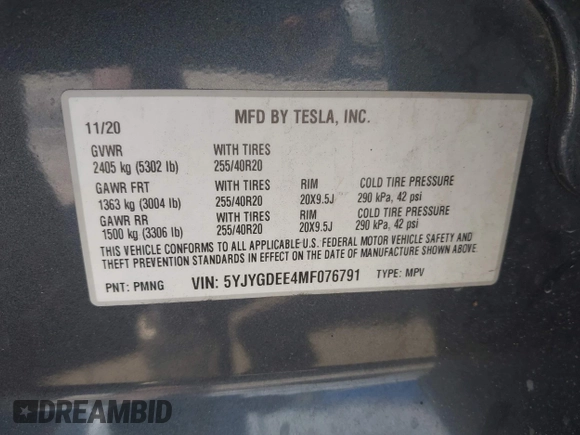 MFD BY TESLA, INC.
11/20
GVWR WITH TIRES
2405 kg (5302 lb) 255/40R20
GAWR FRT WITH TIRES RIM COLD TIRE PRESSURE
1363 kg (3004 lb) 255/40R20 20X9.5J 290 kPa, 42 psi
GAWR RR WITH TIRES RIM COLD TIRE PRESSURE
1500 kg (3306 lb) 255/40R20 20X9.5J 290 kPa, 42 psi
THIS VEHICLE CONFORMS TO ALL APPLICABLE U.S. FEDERAL MOTOR VEHICLE SAFETY AND
THEFT PREVENTION STANDARDS IN EFFECT ON THE DATE OF MANUFACTURE SHOWN ABOVE
PNT: PMNG VIN: 5YJYGDEE4MF076791 TYPE: MPV
DREAMBID